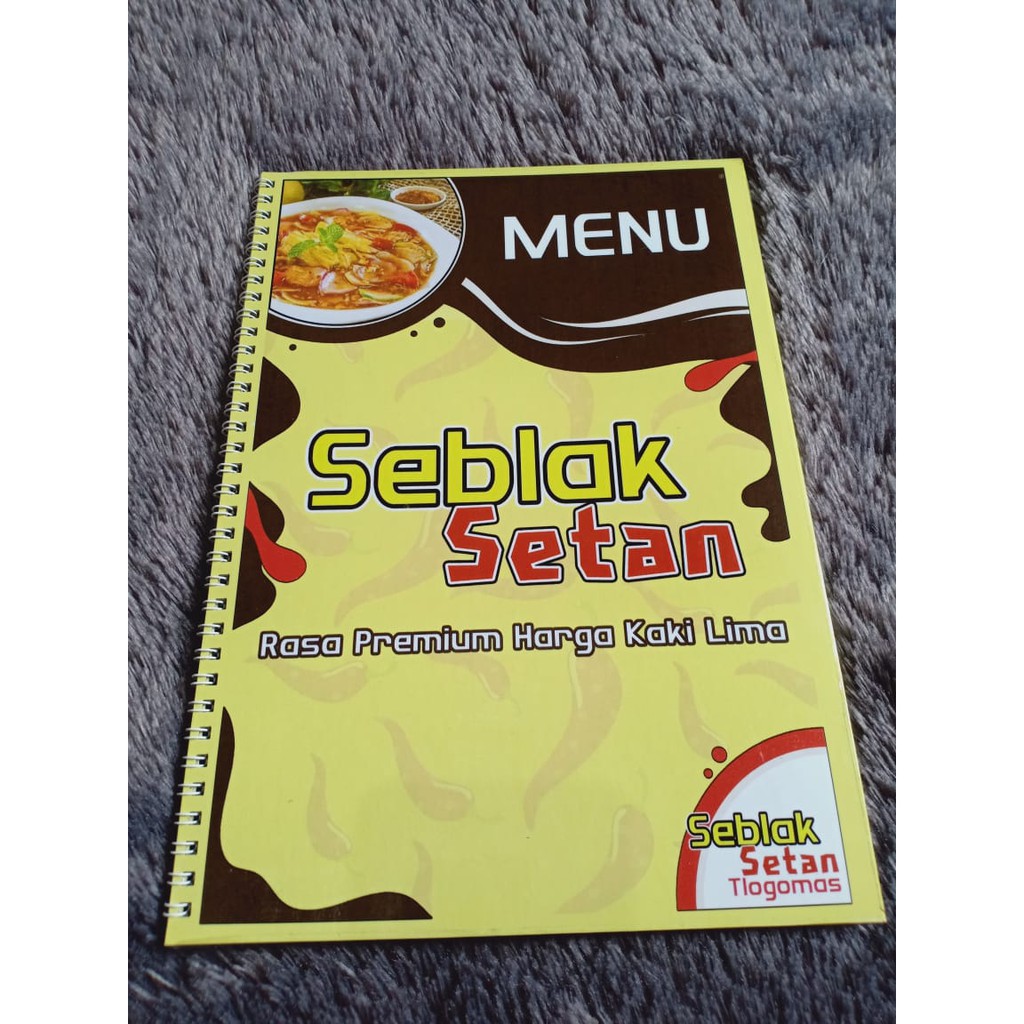 MENU
Seblak
Setan
Rasa Premium Harga Kaki Lima
Seblak
Setan
Tlogomas